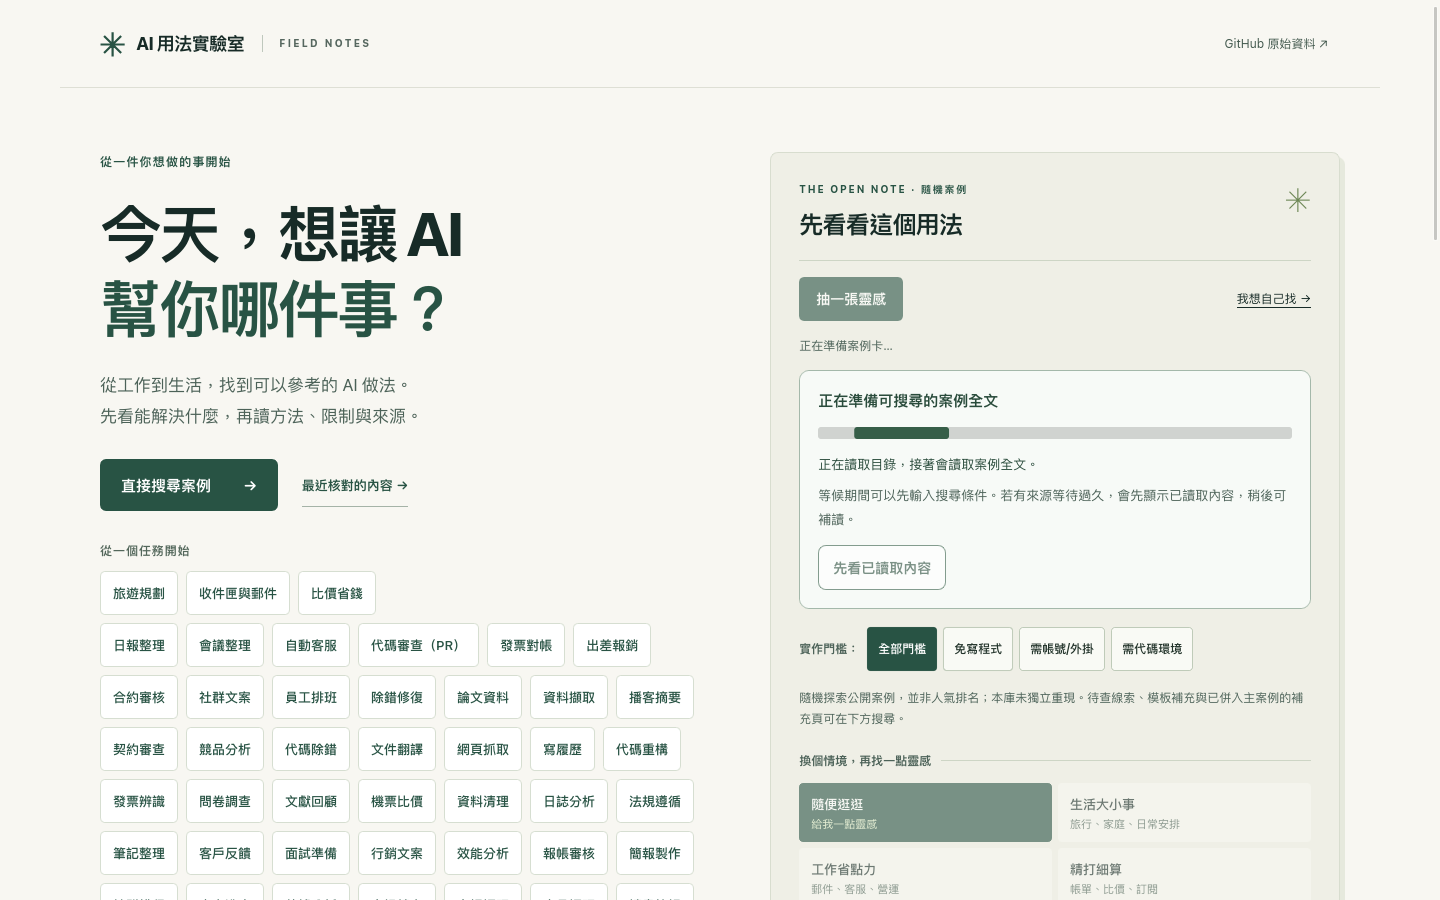 AI 用法實驗室
FIELD NOTES
GitHub 原始資料 ↗
從一件你想做的事開始
今天，想讓 AI
幫你哪件事？
從工作到生活，找到可以參考的 AI 做法。
先看能解決什麼，再讀方法、限制與來源。
直接搜尋案例 →
最近核對的內容 →
從一個任務開始
旅遊規劃 收件匣與郵件 比價省錢
日報整理 會議整理 自動客服 代碼審查（PR） 發票對帳 出差報銷
合約審核 社群文案 員工排班 除錯修復 論文資料 資料擷取 播客摘要
契約審查 競品分析 代碼除錯 文件翻譯 網頁抓取 寫履歷 代碼重構
發票辨識 問卷調查 文獻回顧 機票比價 資料清理 日誌分析 法規遵循
筆記整理 客戶反饋 面試準備 行銷文案 效能分析 報帳審核 簡報製作
THE OPEN NOTE · 隨機案例
先看看這個用法
抽一張靈感
我想自己找 →
正在準備案例卡…
正在準備可搜尋的案例全文
正在讀取目錄，接著會讀取案例全文。
等候期間可以先輸入搜尋條件。若有來源等待過久，會先顯示已讀取內容，稍後可
補讀。
先看已讀取內容
實作門檻： 全部門檻 免寫程式 需帳號/外掛 需代碼環境
隨機探索公開案例，並非人氣排名；本庫未獨立重現。待查線索、模板補充與已併入主案例的補
充頁可在下方搜尋。
換個情境，再找一點靈感
隨便逛逛
給我一點靈感
生活大小事
旅行、家庭、日常安排
工作省點力
郵件、客服、營運
精打細算
帳單、比價、訂閱